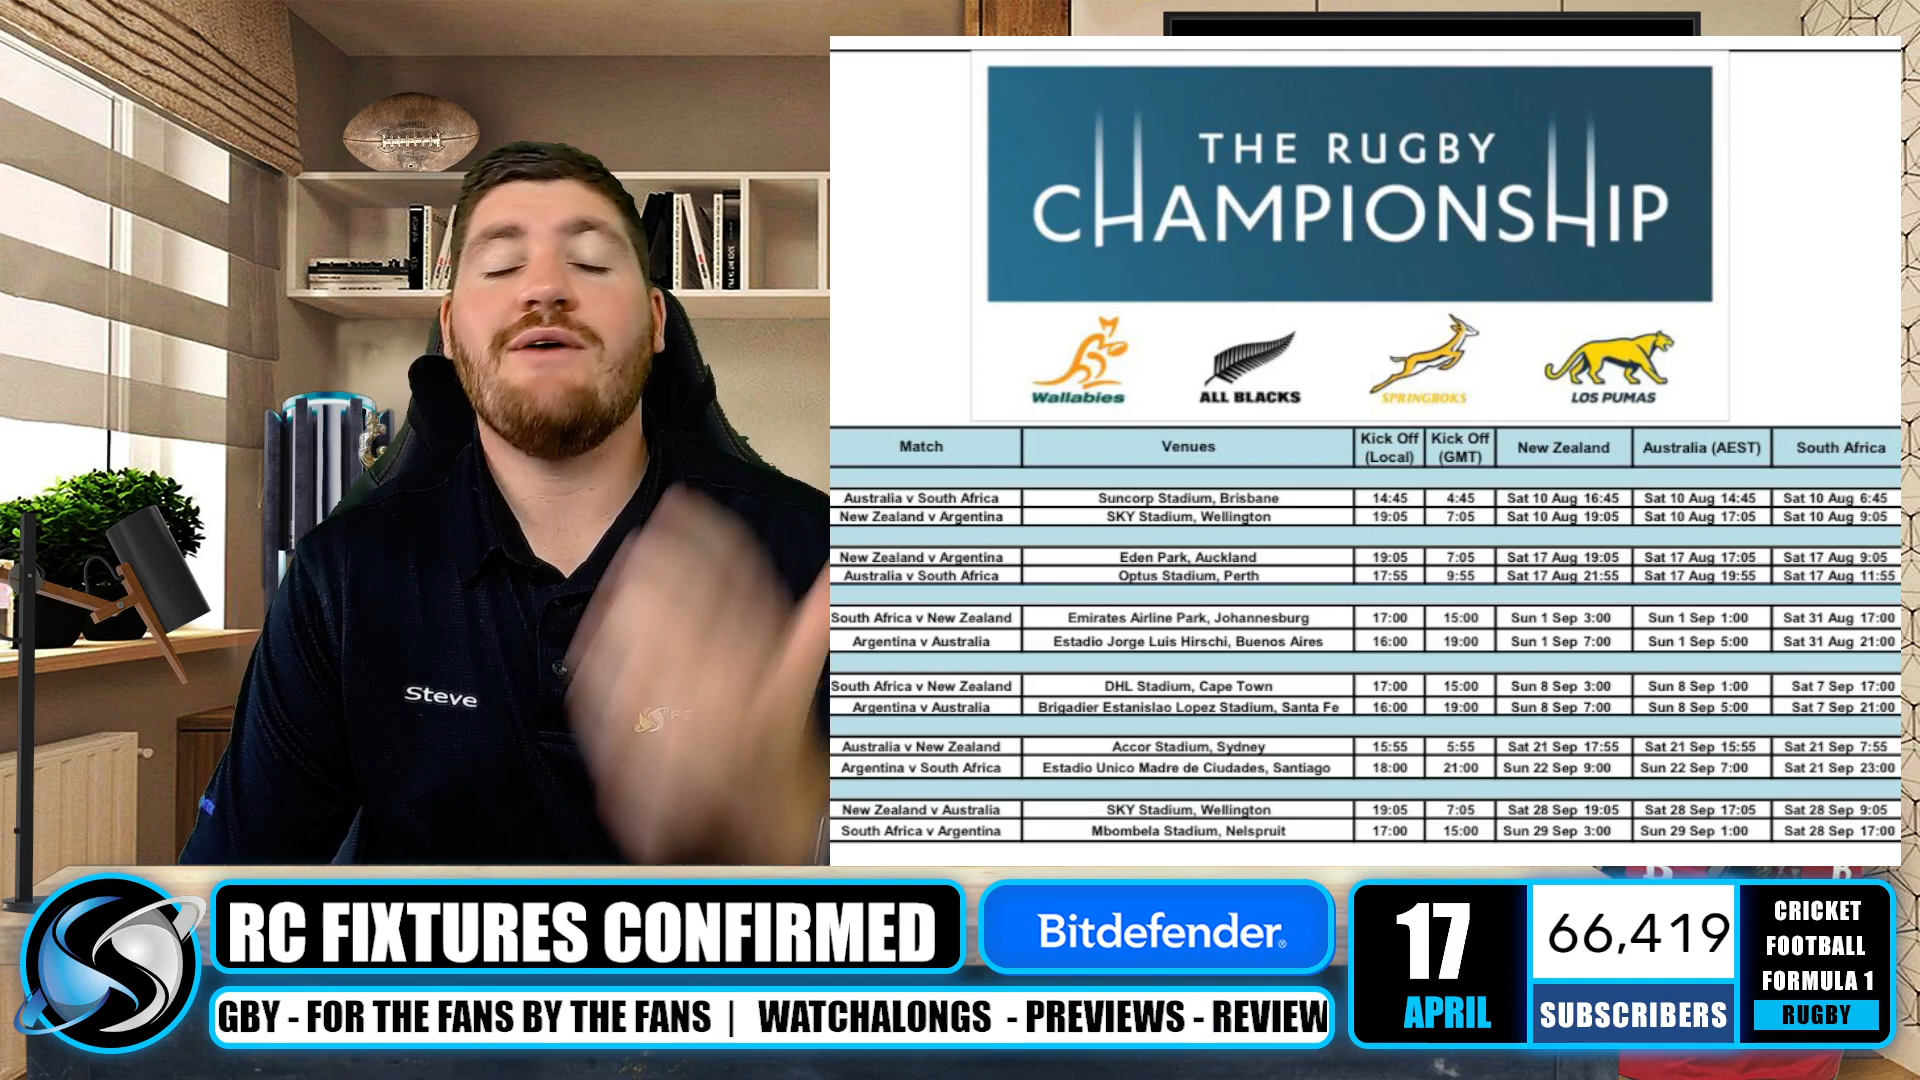 THE RUGBY
CHAMPIONSHIP
Wallabies ALL BLACKS SPRINGBOKS LOS PUMAS
Match Venues Kick Off (Local) Kick Off (GMT) New Zealand Australia (AEST) South Africa
Australia v South Africa Suncorp Stadium, Brisbane 14:45 4:45 Sat 10 Aug 16:45 Sat 10 Aug 14:45 Sat 10 Aug 6:45
New Zealand v Argentina SKY Stadium, Wellington 19:05 7:05 Sat 10 Aug 19:05 Sat 10 Aug 17:05 Sat 10 Aug 9:05
New Zealand v Argentina Eden Park, Auckland 19:05 7:05 Sat 17 Aug 19:05 Sat 17 Aug 17:05 Sat 17 Aug 9:05
Australia v South Africa Optus Stadium, Perth 17:55 9:55 Sat 17 Aug 21:55 Sat 17 Aug 19:55 Sat 17 Aug 11:55
South Africa v New Zealand Emirates Airline Park, Johannesburg 17:00 15:00 Sun 1 Sep 3:00 Sun 1 Sep 1:00 Sat 31 Aug 17:00
Argentina v Australia Estadio Jorge Luis Hirschi, Buenos Aires 16:00 19:00 Sun 1 Sep 7:00 Sun 1 Sep 5:00 Sat 31 Aug 21:00
South Africa v New Zealand DHL Stadium, Cape Town 17:00 15:00 Sun 8 Sep 3:00 Sun 8 Sep 1:00 Sat 7 Sep 17:00
Argentina v Australia Brigadier Estanislao Lopez Stadium, Santa Fe 16:00 19:00 Sun 8 Sep 7:00 Sun 8 Sep 5:00 Sat 7 Sep 21:00
Australia v New Zealand Accor Stadium, Sydney 15:55 5:55 Sat 21 Sep 17:55 Sat 21 Sep 15:55 Sat 21 Sep 7:55
Argentina v South Africa Estadio Unico Madre de Ciudades, Santiago 18:00 21:00 Sun 22 Sep 9:00 Sun 22 Sep 7:00 Sat 21 Sep 23:00
New Zealand v Australia SKY Stadium, Wellington 19:05 7:05 Sat 28 Sep 19:05 Sat 28 Sep 17:05 Sat 28 Sep 9:05
South Africa v Argentina Mbombela Stadium, Nelspruit 17:00 15:00 Sun 29 Sep 3:00 Sun 29 Sep 1:00 Sat 28 Sep 17:00
Steve
RC FIXTURES CONFIRMED
Bitdefender®
GBY - FOR THE FANS BY THE FANS | WATCHALONGS - PREVIEWS - REVIEW
17
APRIL
66,419
SUBSCRIBERS
CRICKET
FOOTBALL
FORMULA 1
RUGBY